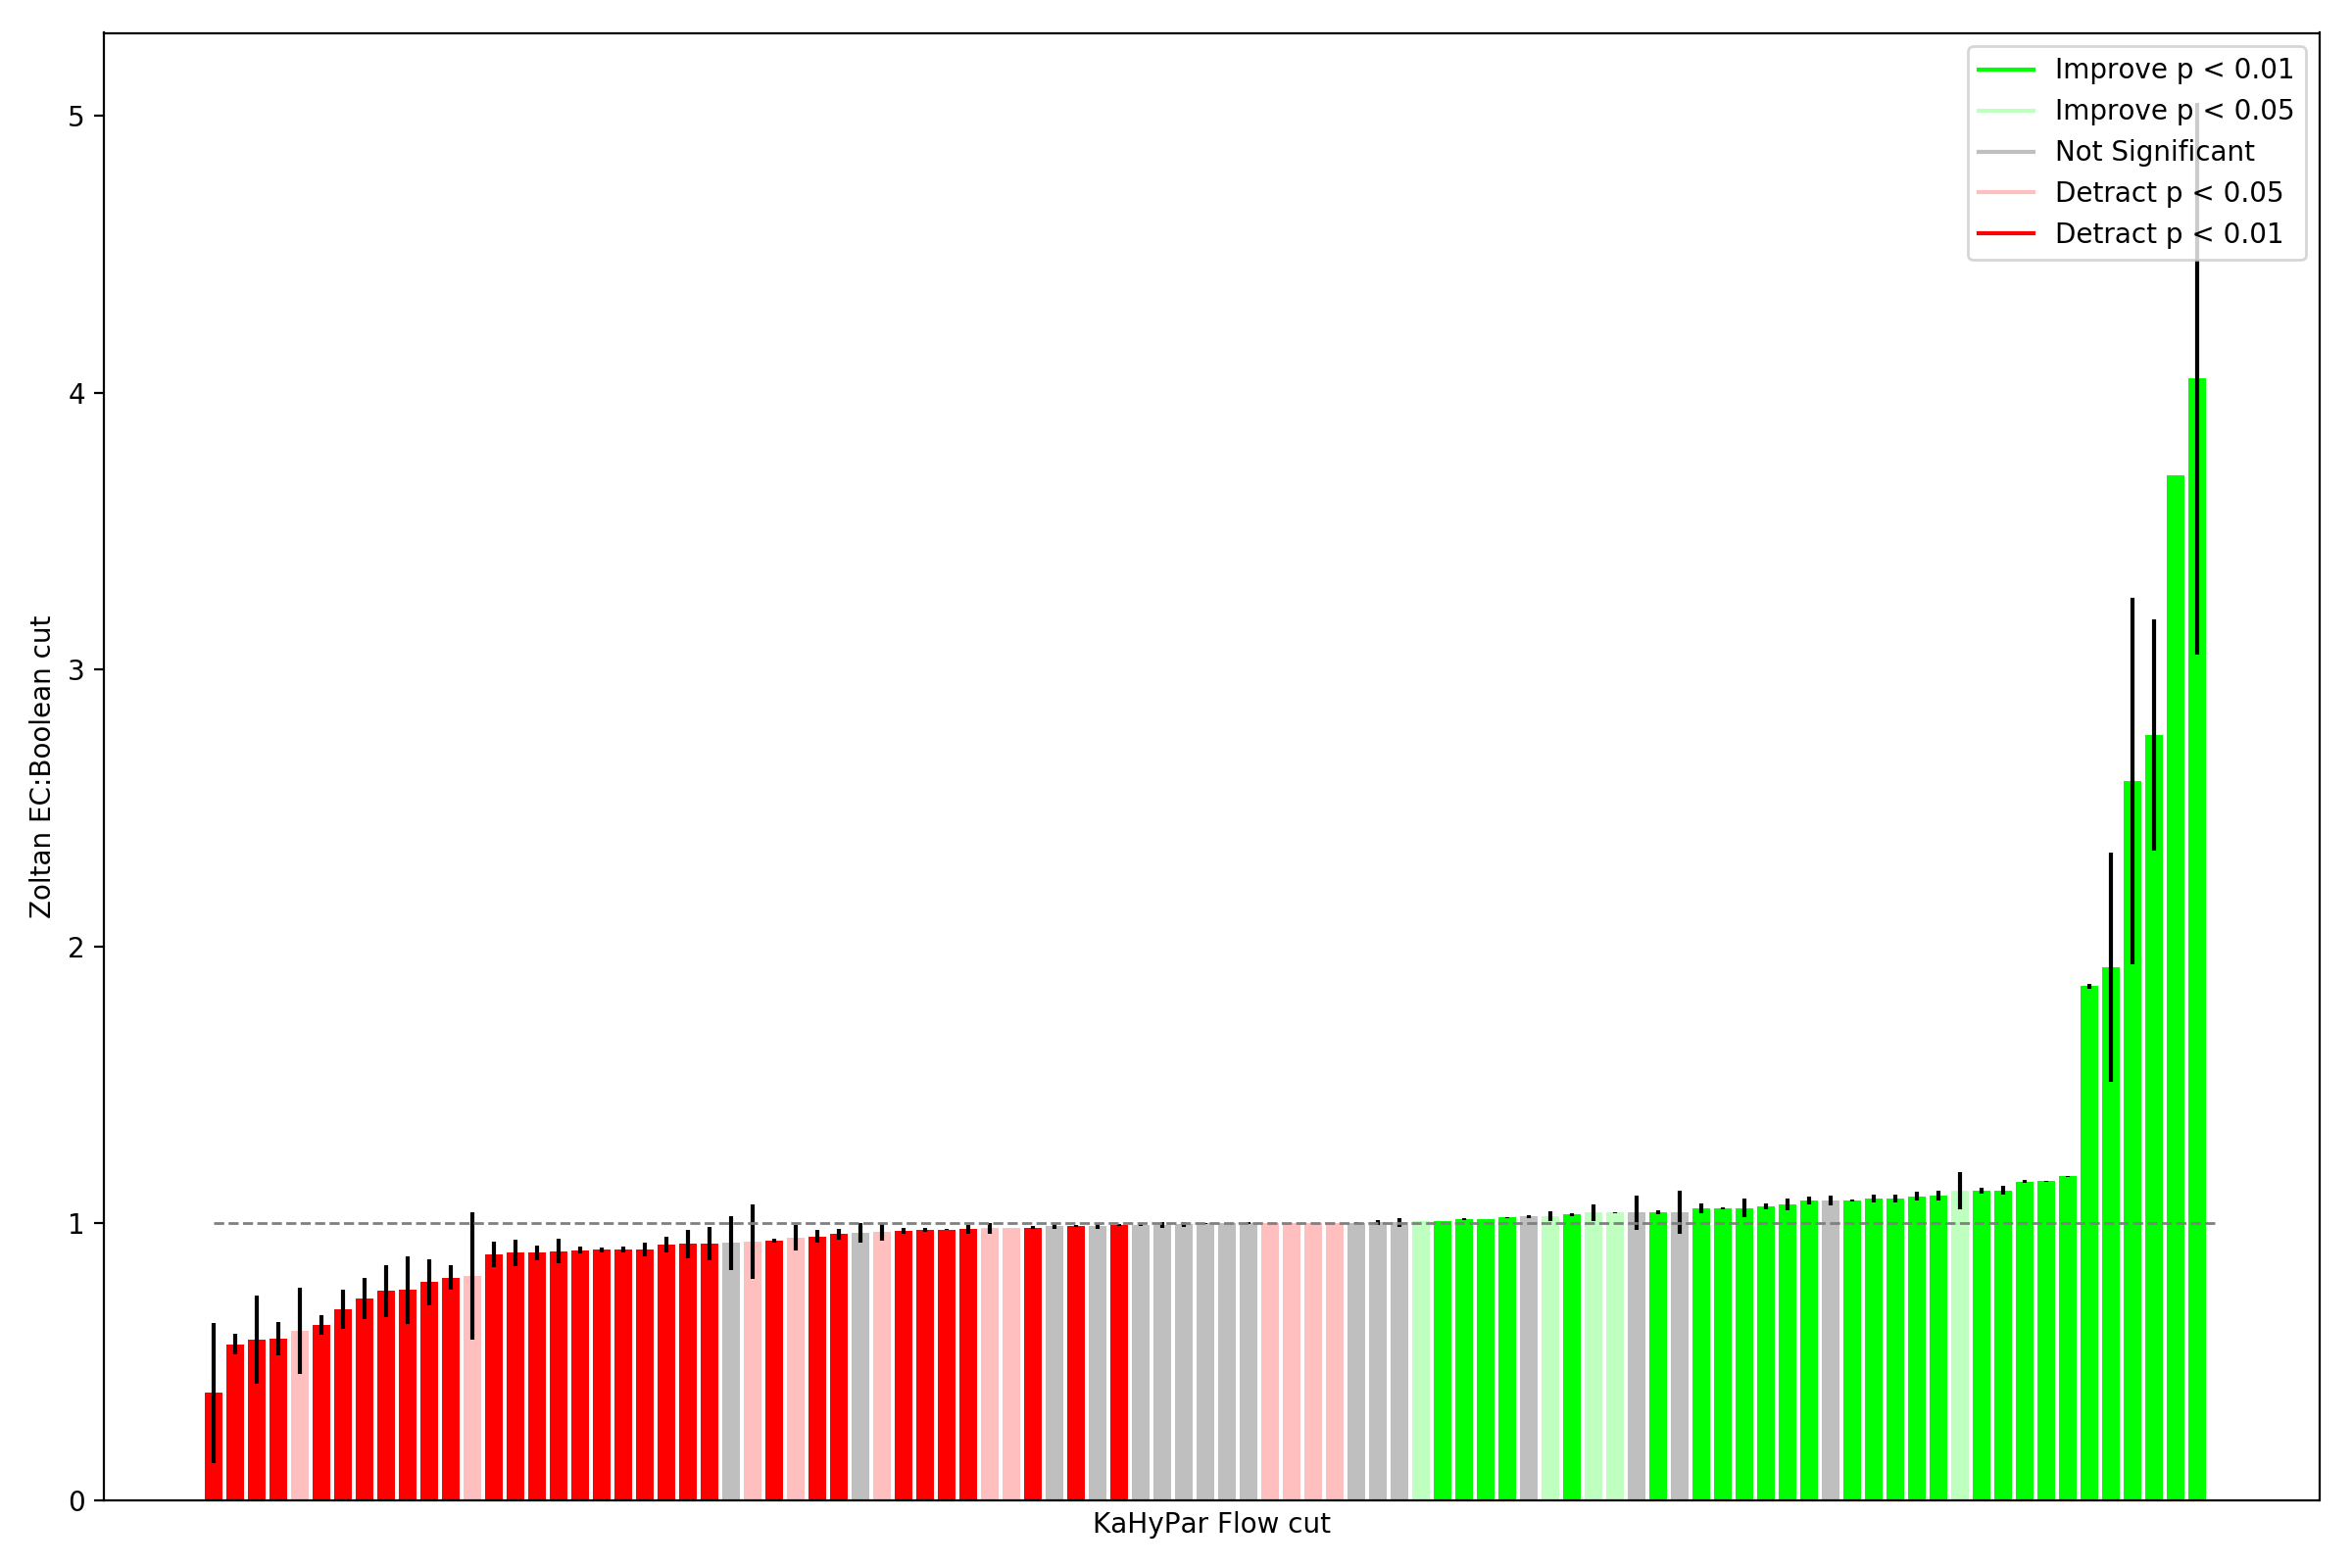 Improve p < 0.01
Improve p < 0.05
Not Significant
Detract p < 0.05
Detract p < 0.01
5
4
3
2
1
0
Zoltan EC:Boolean cut
KaHyPar Flow cut